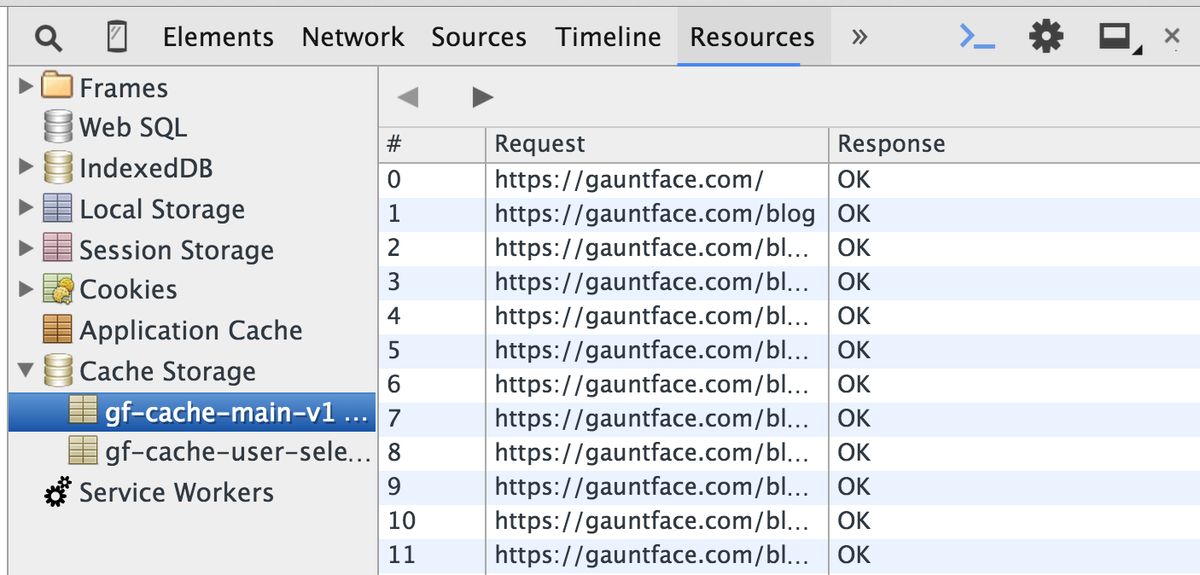 Elements Network Sources Timeline Resources »
Frames
Web SQL
IndexedDB
Local Storage
Session Storage
Cookies
Application Cache
Cache Storage
gf-cache-main-v1 ...
gf-cache-user-sele...
Service Workers
# Request Response
0 https://gauntface.com/ OK
1 https://gauntface.com/blog OK
2 https://gauntface.com/bl... OK
3 https://gauntface.com/bl... OK
4 https://gauntface.com/bl... OK
5 https://gauntface.com/bl... OK
6 https://gauntface.com/bl... OK
7 https://gauntface.com/bl... OK
8 https://gauntface.com/bl... OK
9 https://gauntface.com/bl... OK
10 https://gauntface.com/bl... OK
11 https://gauntface.com/bl... OK